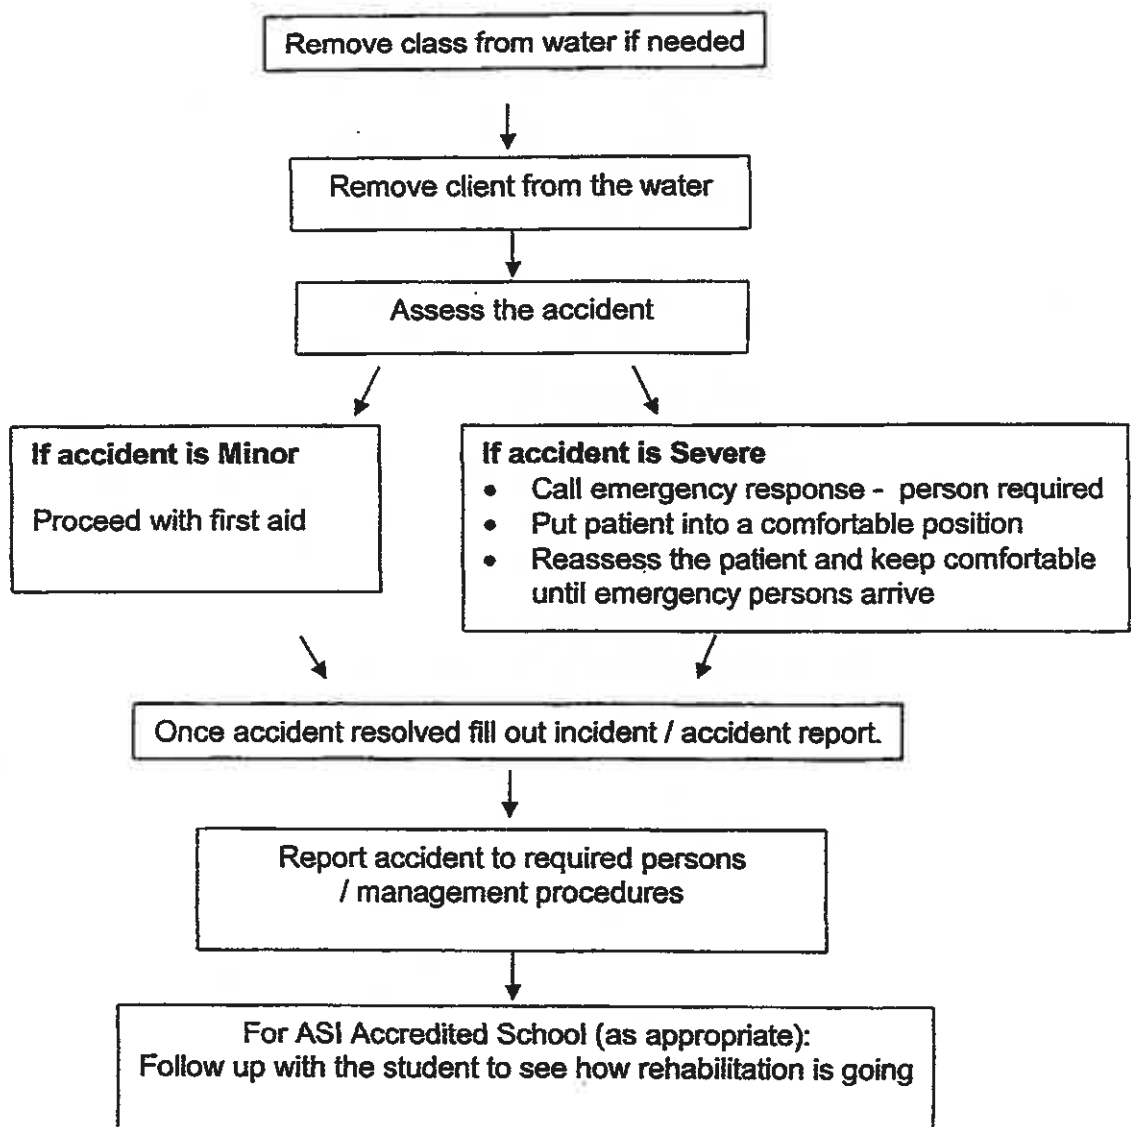 Remove class from water if needed
Remove client from the water
Assess the accident
If accident is Minor
Proceed with first aid
If accident is Severe
• Call emergency response - person required
• Put patient into a comfortable position
• Reassess the patient and keep comfortable
until emergency persons arrive
Once accident resolved fill out incident / accident report.
Report accident to required persons
/ management procedures
For ASI Accredited School (as appropriate):
Follow up with the student to see how rehabilitation is going